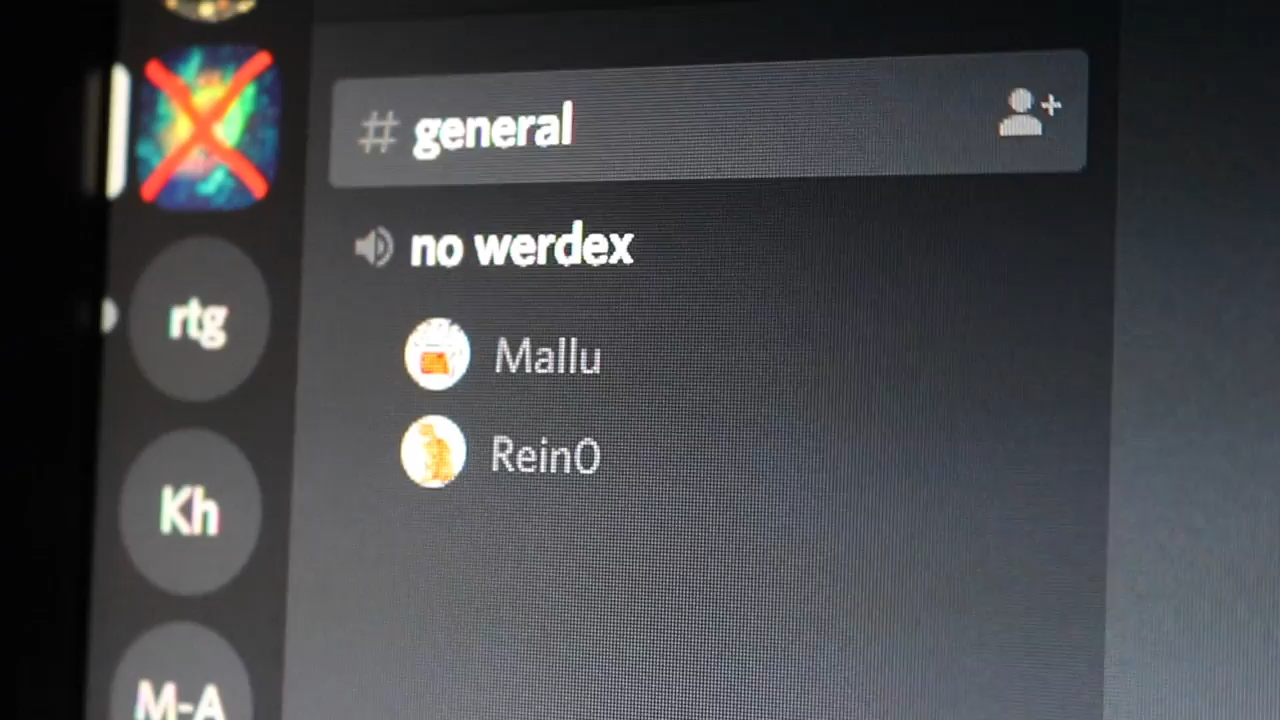 # general
no werdex
rtg
Mallu
Rein0
Kh
M-A